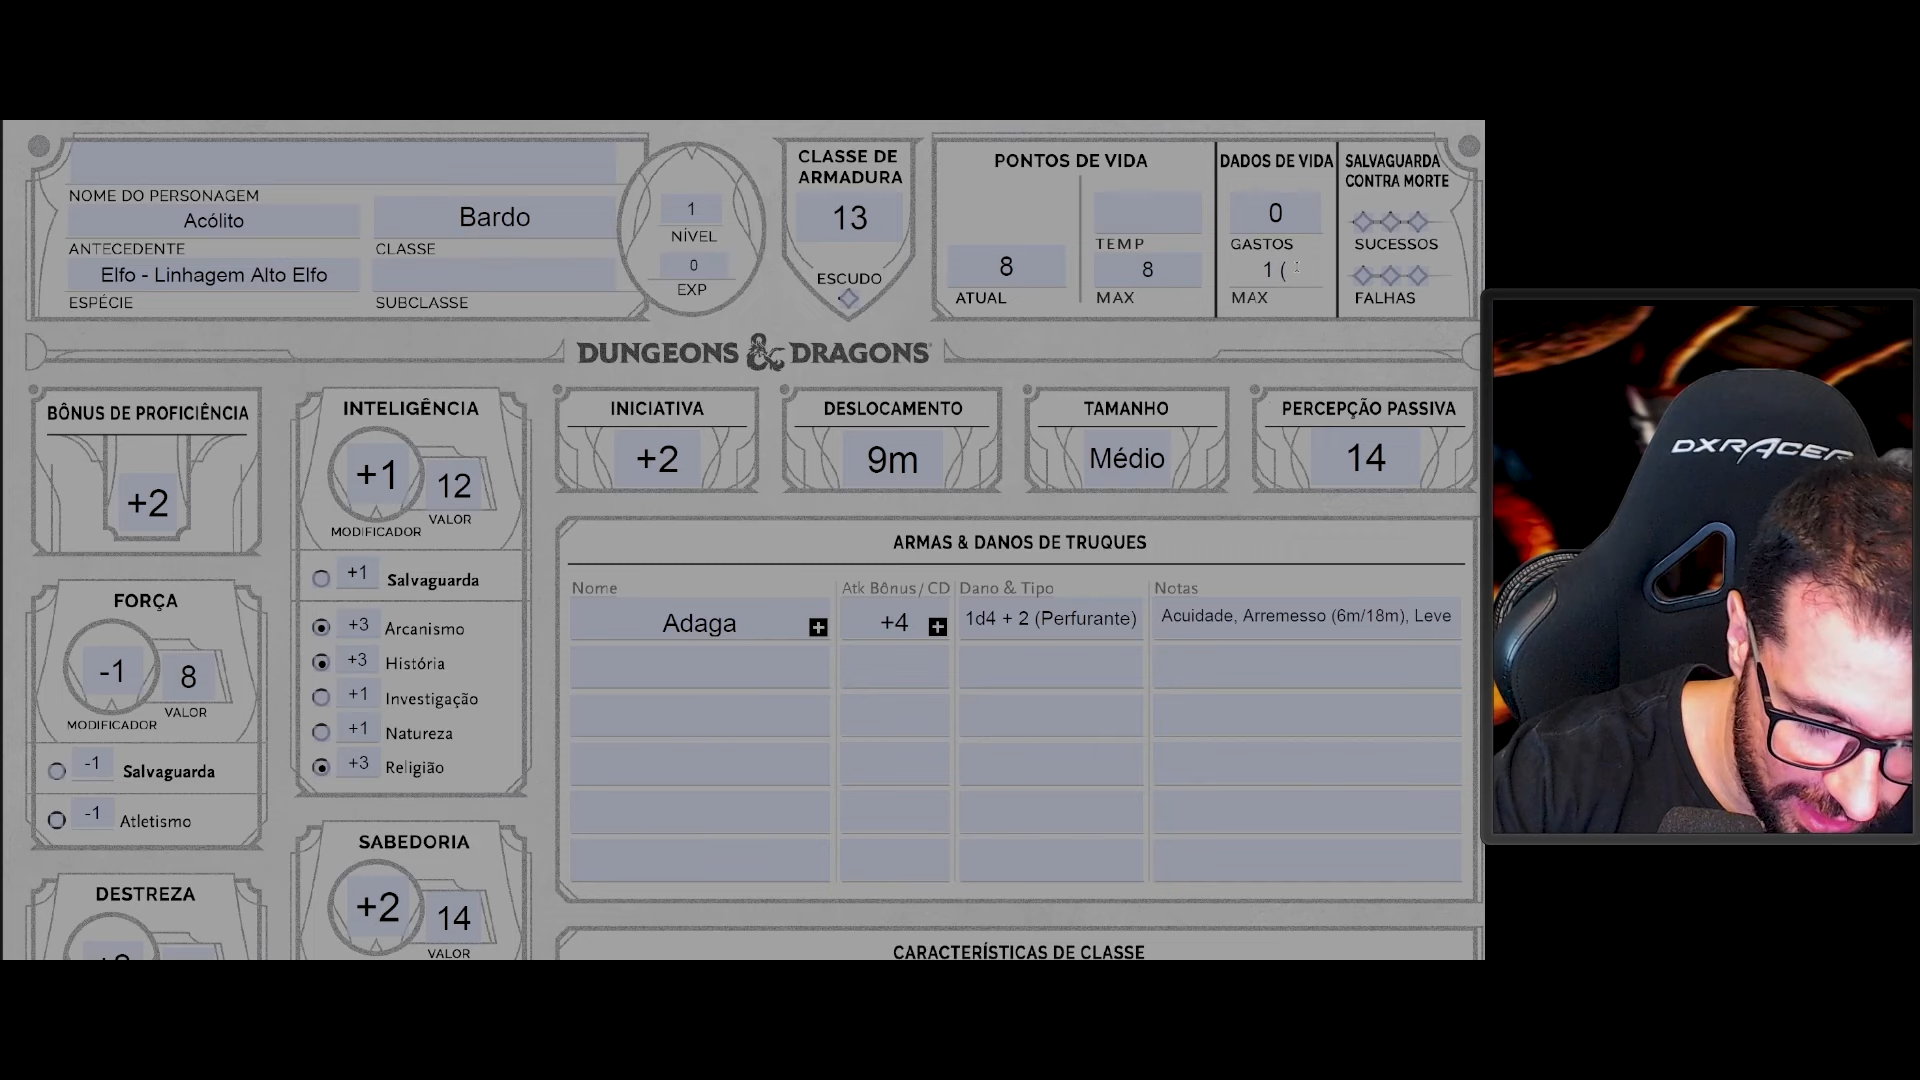 NOME DO PERSONAGEM
Acólito
Bardo
ANTECEDENTE
CLASSE
Elfo - Linhagem Alto Elfo
ESPÉCIE
SUBCLASSE
1
NÍVEL
0
EXP
CLASSE DE
ARMADURA
13
ESCUDO
PONTOS DE VIDA
8
ATUAL
TEMP
8
MAX
DADOS DE VIDA
0
GASTOS
1 (
MAX
SALVAGUARDA
CONTRA MORTE
SUCESSOS
FALHAS
DUNGEONS & DRAGONS
BÔNUS DE PROFICIÊNCIA
+2
FORÇA
-1
8
VALOR
MODIFICADOR
-1 Salvaguarda
-1 Atletismo
DESTREZA
INTELIGÊNCIA
+1
12
VALOR
MODIFICADOR
+1 Salvaguarda
+3 Arcanismo
+3 História
+1 Investigação
+1 Natureza
+3 Religião
SABEDORIA
+2
14
VALOR
INICIATIVA
+2
DESLOCAMENTO
9m
TAMANHO
Médio
PERCEPÇÃO PASSIVA
14
ARMAS & DANOS DE TRUQUES
Nome Atk Bônus / CD Dano & Tipo Notas
Adaga +4 1d4 + 2 (Perfurante) Acuidade, Arremesso (6m/18m), Leve
CARACTERÍSTICAS DE CLASSE
DXRACER